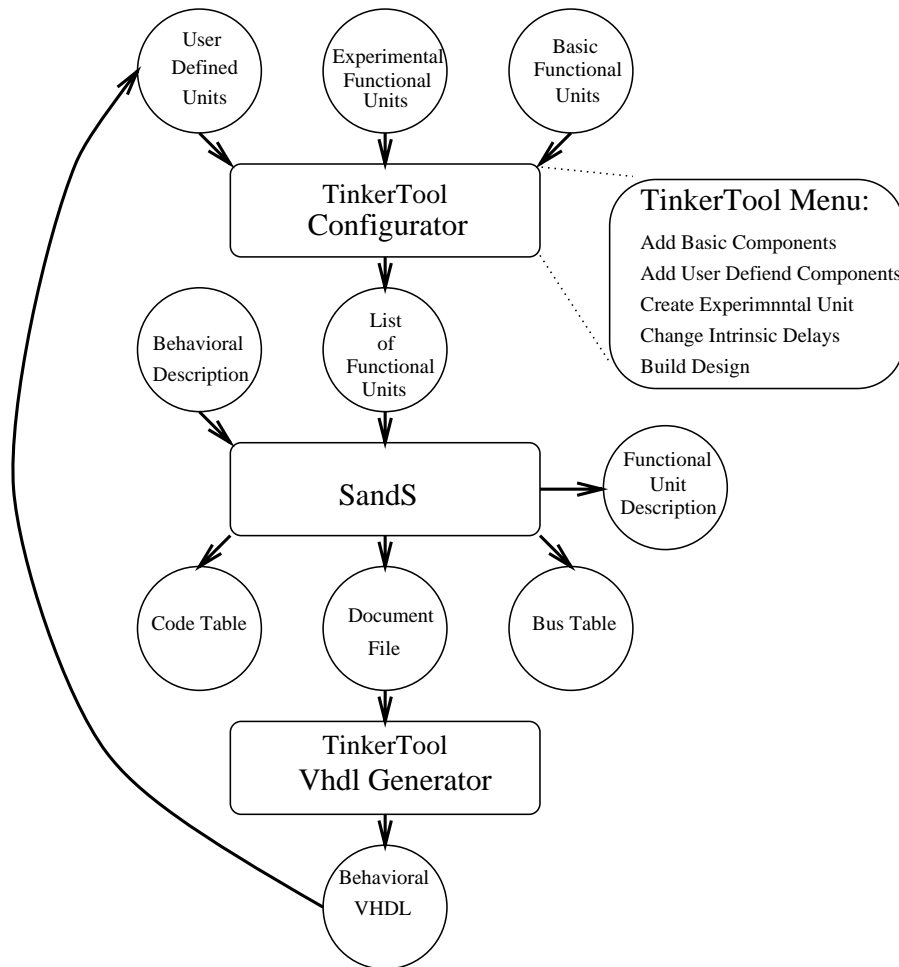 User
Defined
Units
Experimental
Functional
Units
Basic
Functional
Units
TinkerTool
Configurator
TinkerTool Menu:
Add Basic Components
Add User Defiend Components
Create Experimnntal Unit
Change Intrinsic Delays
Build Design
Behavioral
Description
List
of
Functional
Units
SandS
Functional
Unit
Description
Code Table
Document
File
Bus Table
TinkerTool
Vhdl Generator
Behavioral
VHDL